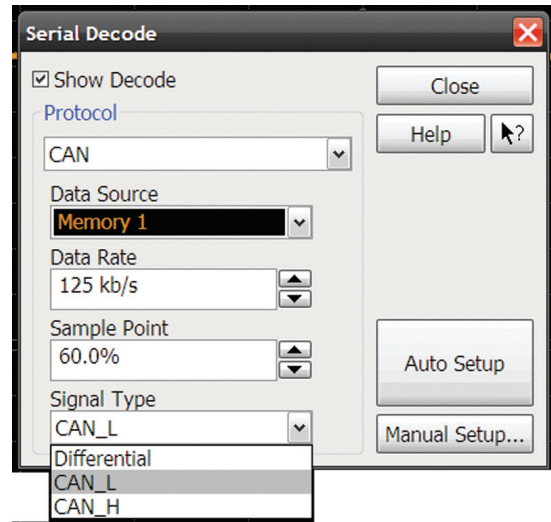 Serial Decode
Show Decode
Close
Protocol
Help
?
CAN
Data Source
Memory 1
Data Rate
125 kb/s
Sample Point
60.0%
Auto Setup
Signal Type
CAN_L
Manual Setup...
Differential
CAN_L
CAN_H